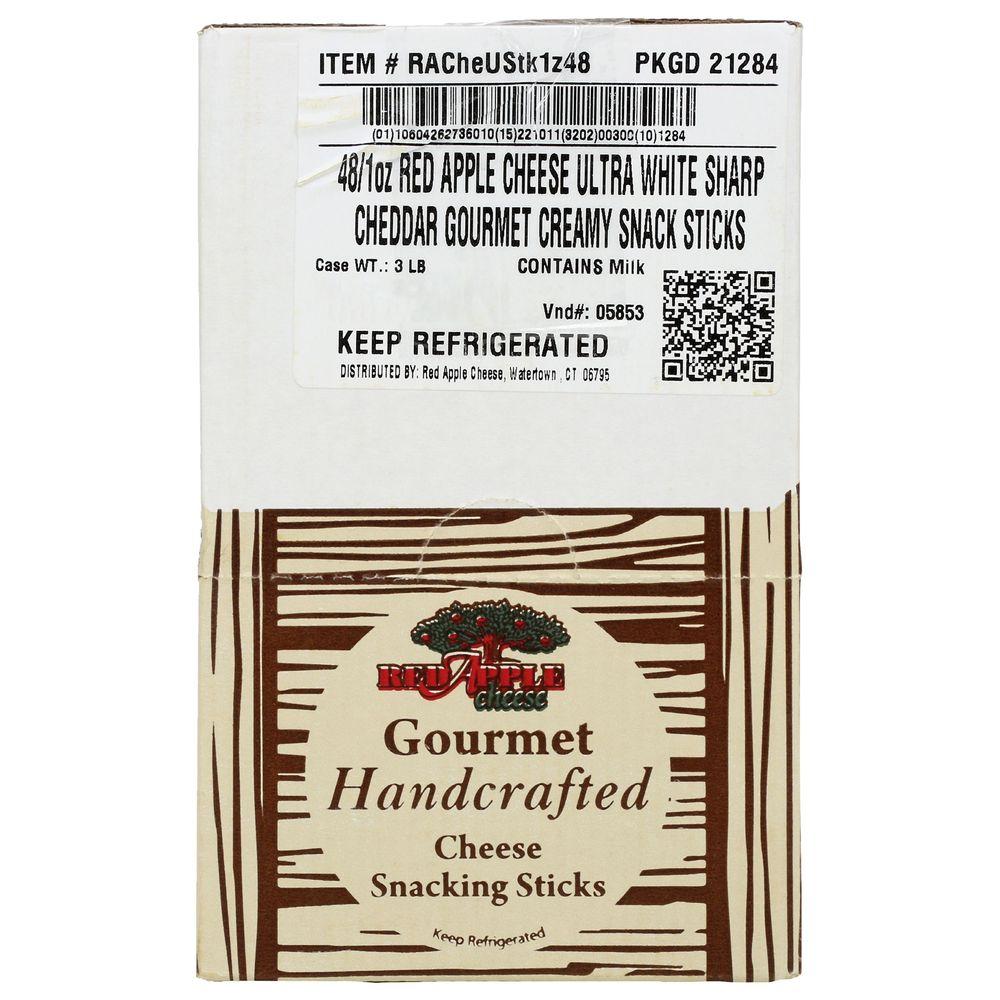 ITEM # RACheUStk1z48 PKGD 21284
(01)10604262736010(15)221011(3202)000300(10)1284
48/1oz RED APPLE CHEESE ULTRA WHITE SHARP
CHEDDAR GOURMET CREAMY SNACK STICKS
Case WT.: 3 LB CONTAINS Milk
Vnd#: 05853
KEEP REFRIGERATED
DISTRIBUTED BY: Red Apple Cheese, Watertown , CT 06795
RED APPLE
cheese
Gourmet
Handcrafted
Cheese
Snacking Sticks
Keep Refrigerated